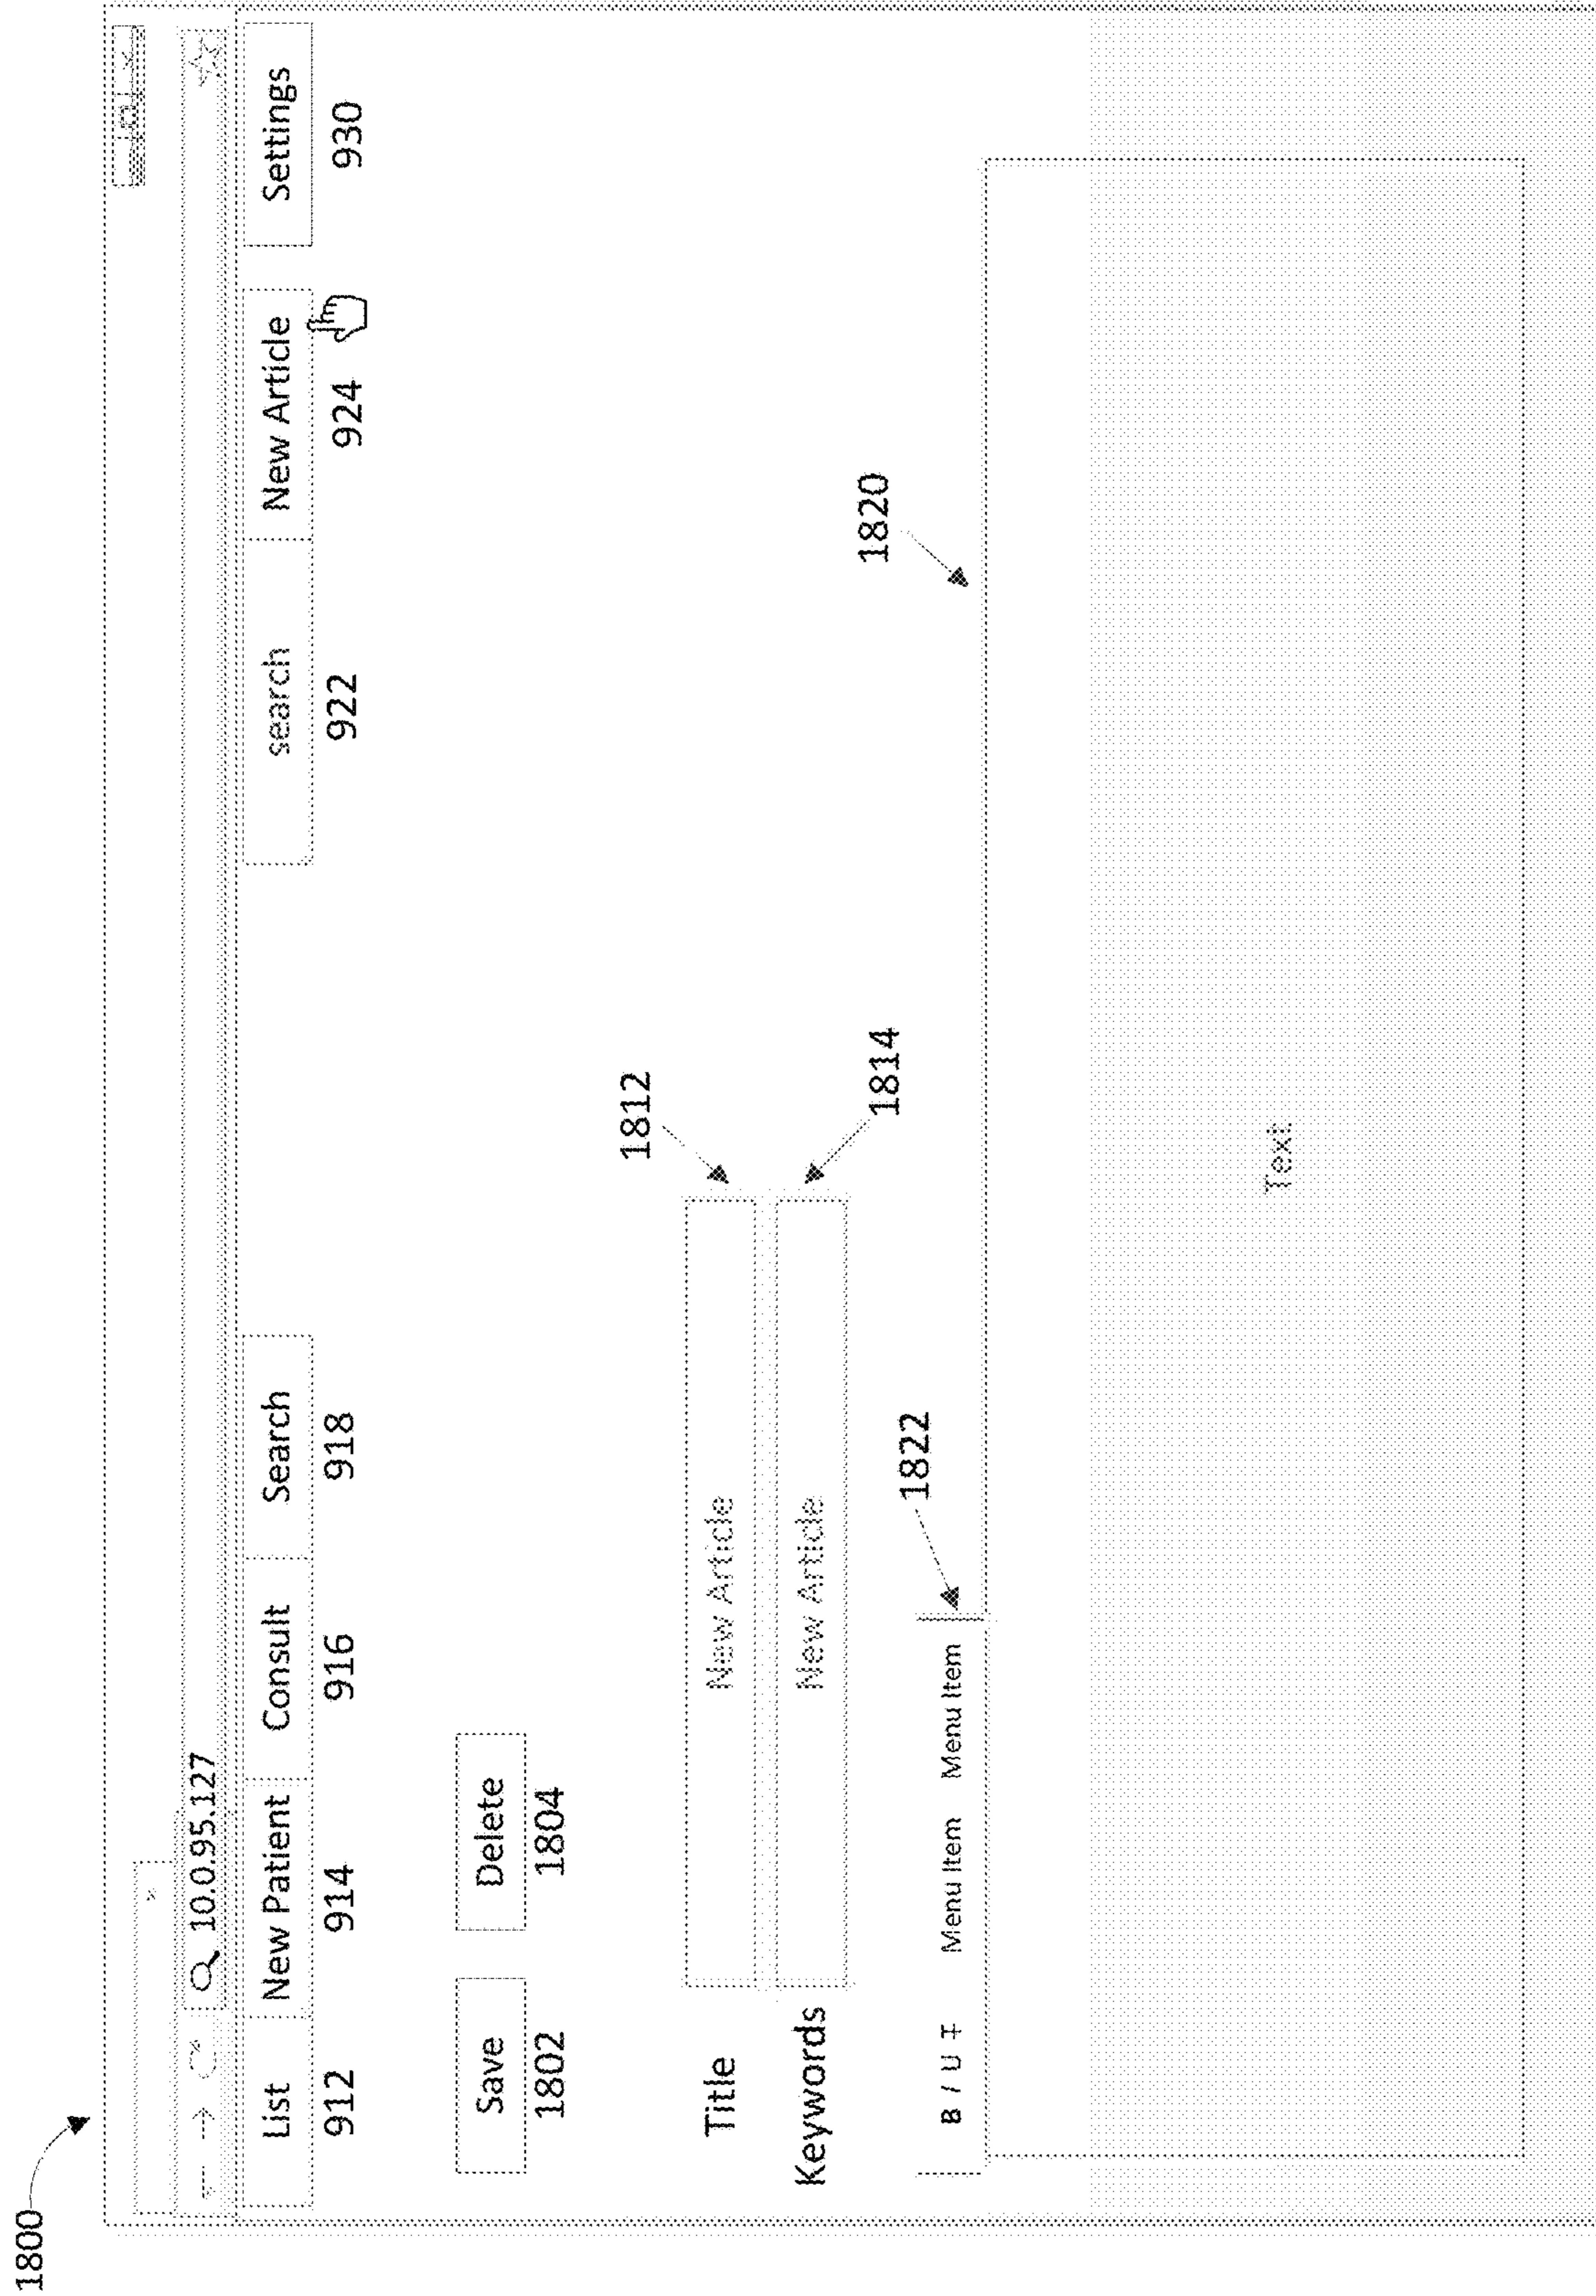 1800
10.0.95.127
List New Patient Consult Search search New Article Settings
912 914 916 918 922 924 930
Save Delete
1802 1804
1812
Title New Article
Keywords New Article
1814
1820
1822
B I U T Menu Item Menu Item
Text